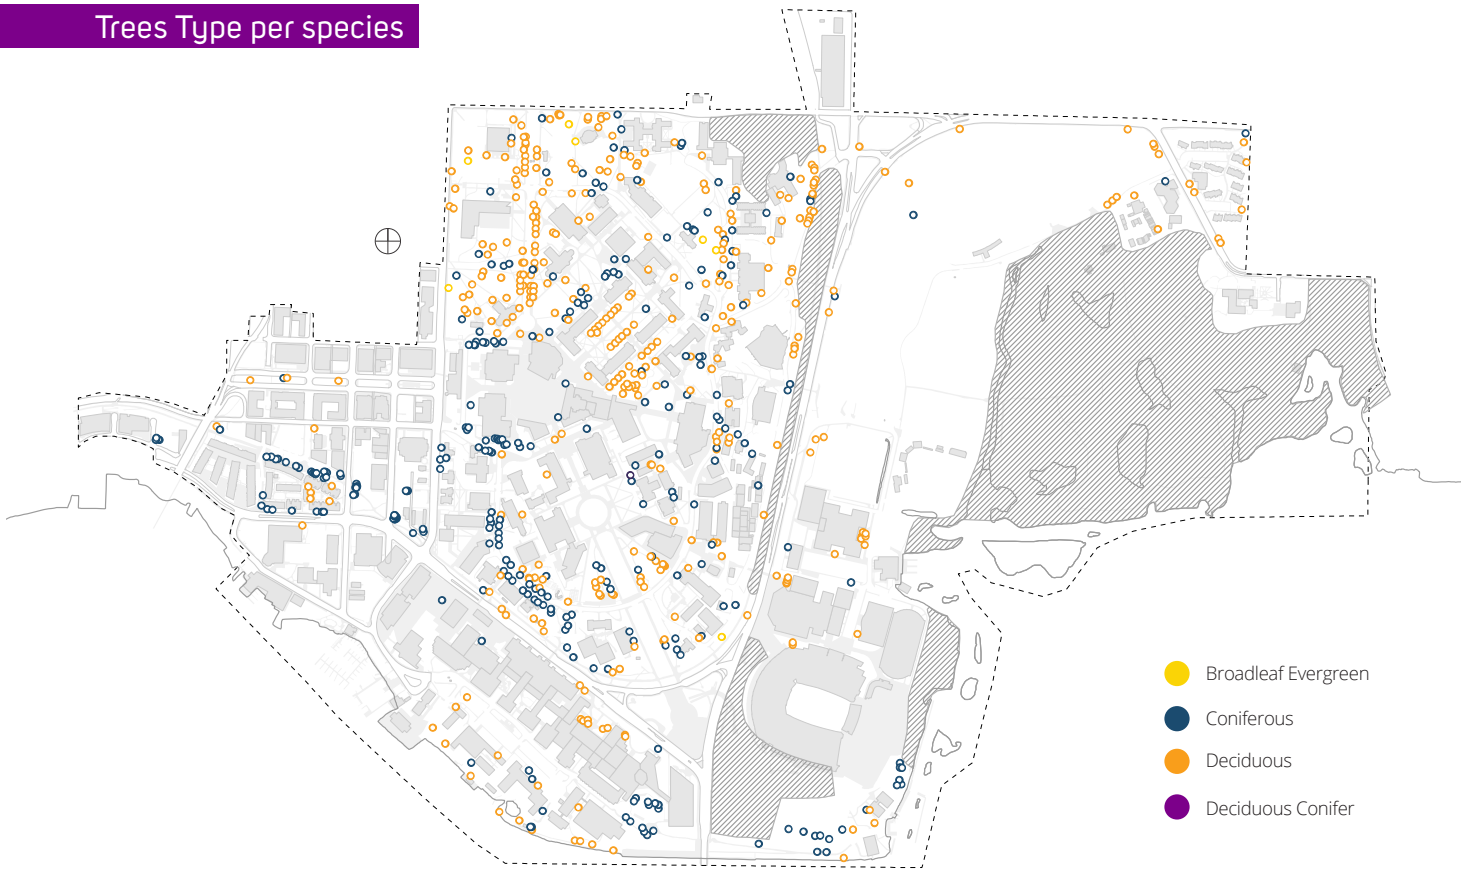 Trees Type per species
Broadleaf Evergreen
Coniferous
Deciduous
Deciduous Conifer